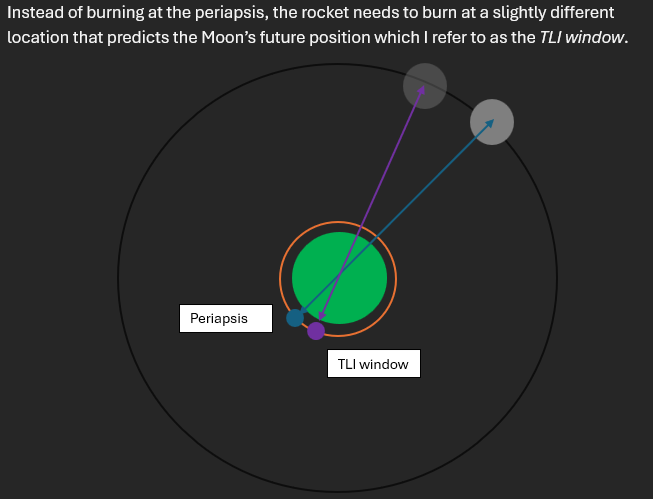 Instead of burning at the periapsis, the rocket needs to burn at a slightly different
location that predicts the Moon’s future position which I refer to as the TLI window.
Periapsis
TLI window